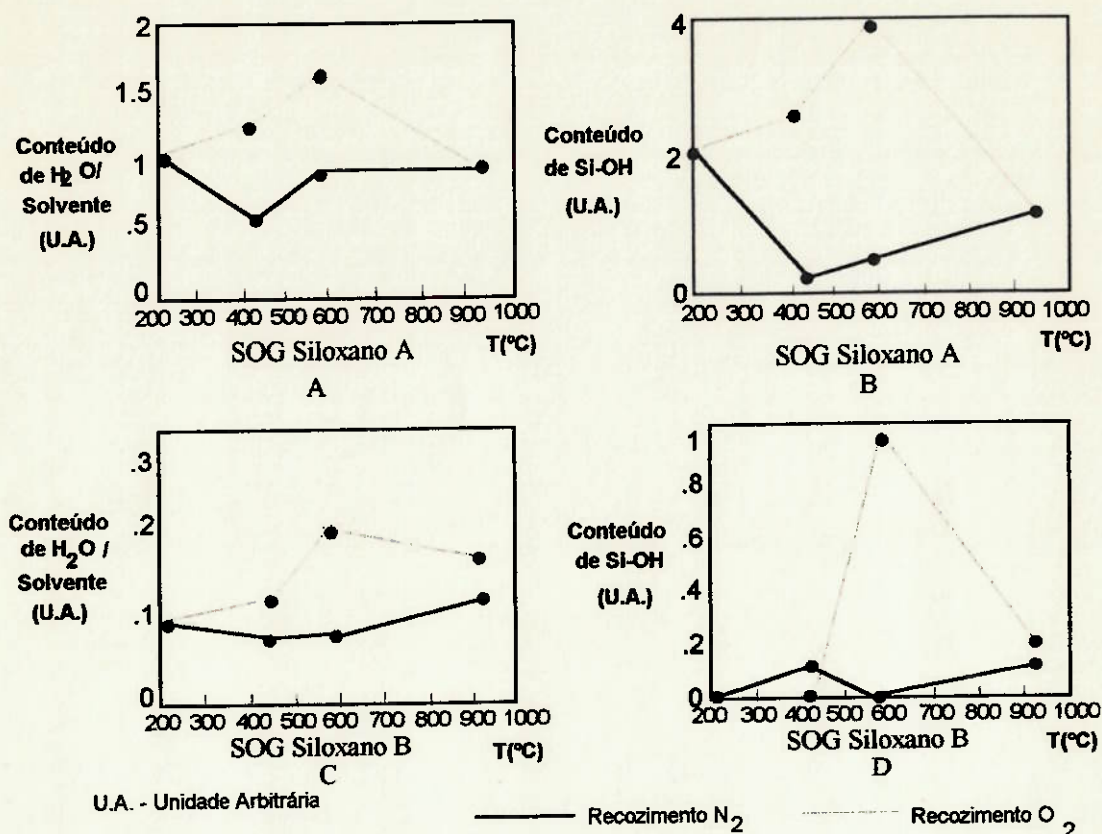 2
1.5
1
.5
0
Conteúdo
de H2 O/
Solvente
(U.A.)
200 300 400 500 600 700 800 900 1000
T(ºC)
SOG Siloxano A
A
4
2
0
Conteúdo
de Si-OH
(U.A.)
200 300 400 500 600 700 800 900 1000
T(ºC)
SOG Siloxano A
B
.3
.2
.1
0
Conteúdo
de H2O /
Solvente
(U.A.)
200 300 400 500 600 700 800 900 1000
T(ºC)
SOG Siloxano B
C
1
.8
.6
.4
.2
0
Conteúdo
de Si-OH
(U.A.)
200 300 400 500 600 700 800 900 1000
T(ºC)
SOG Siloxano B
D
U.A. - Unidade Arbitrária
Recozimento N2
Recozimento O2